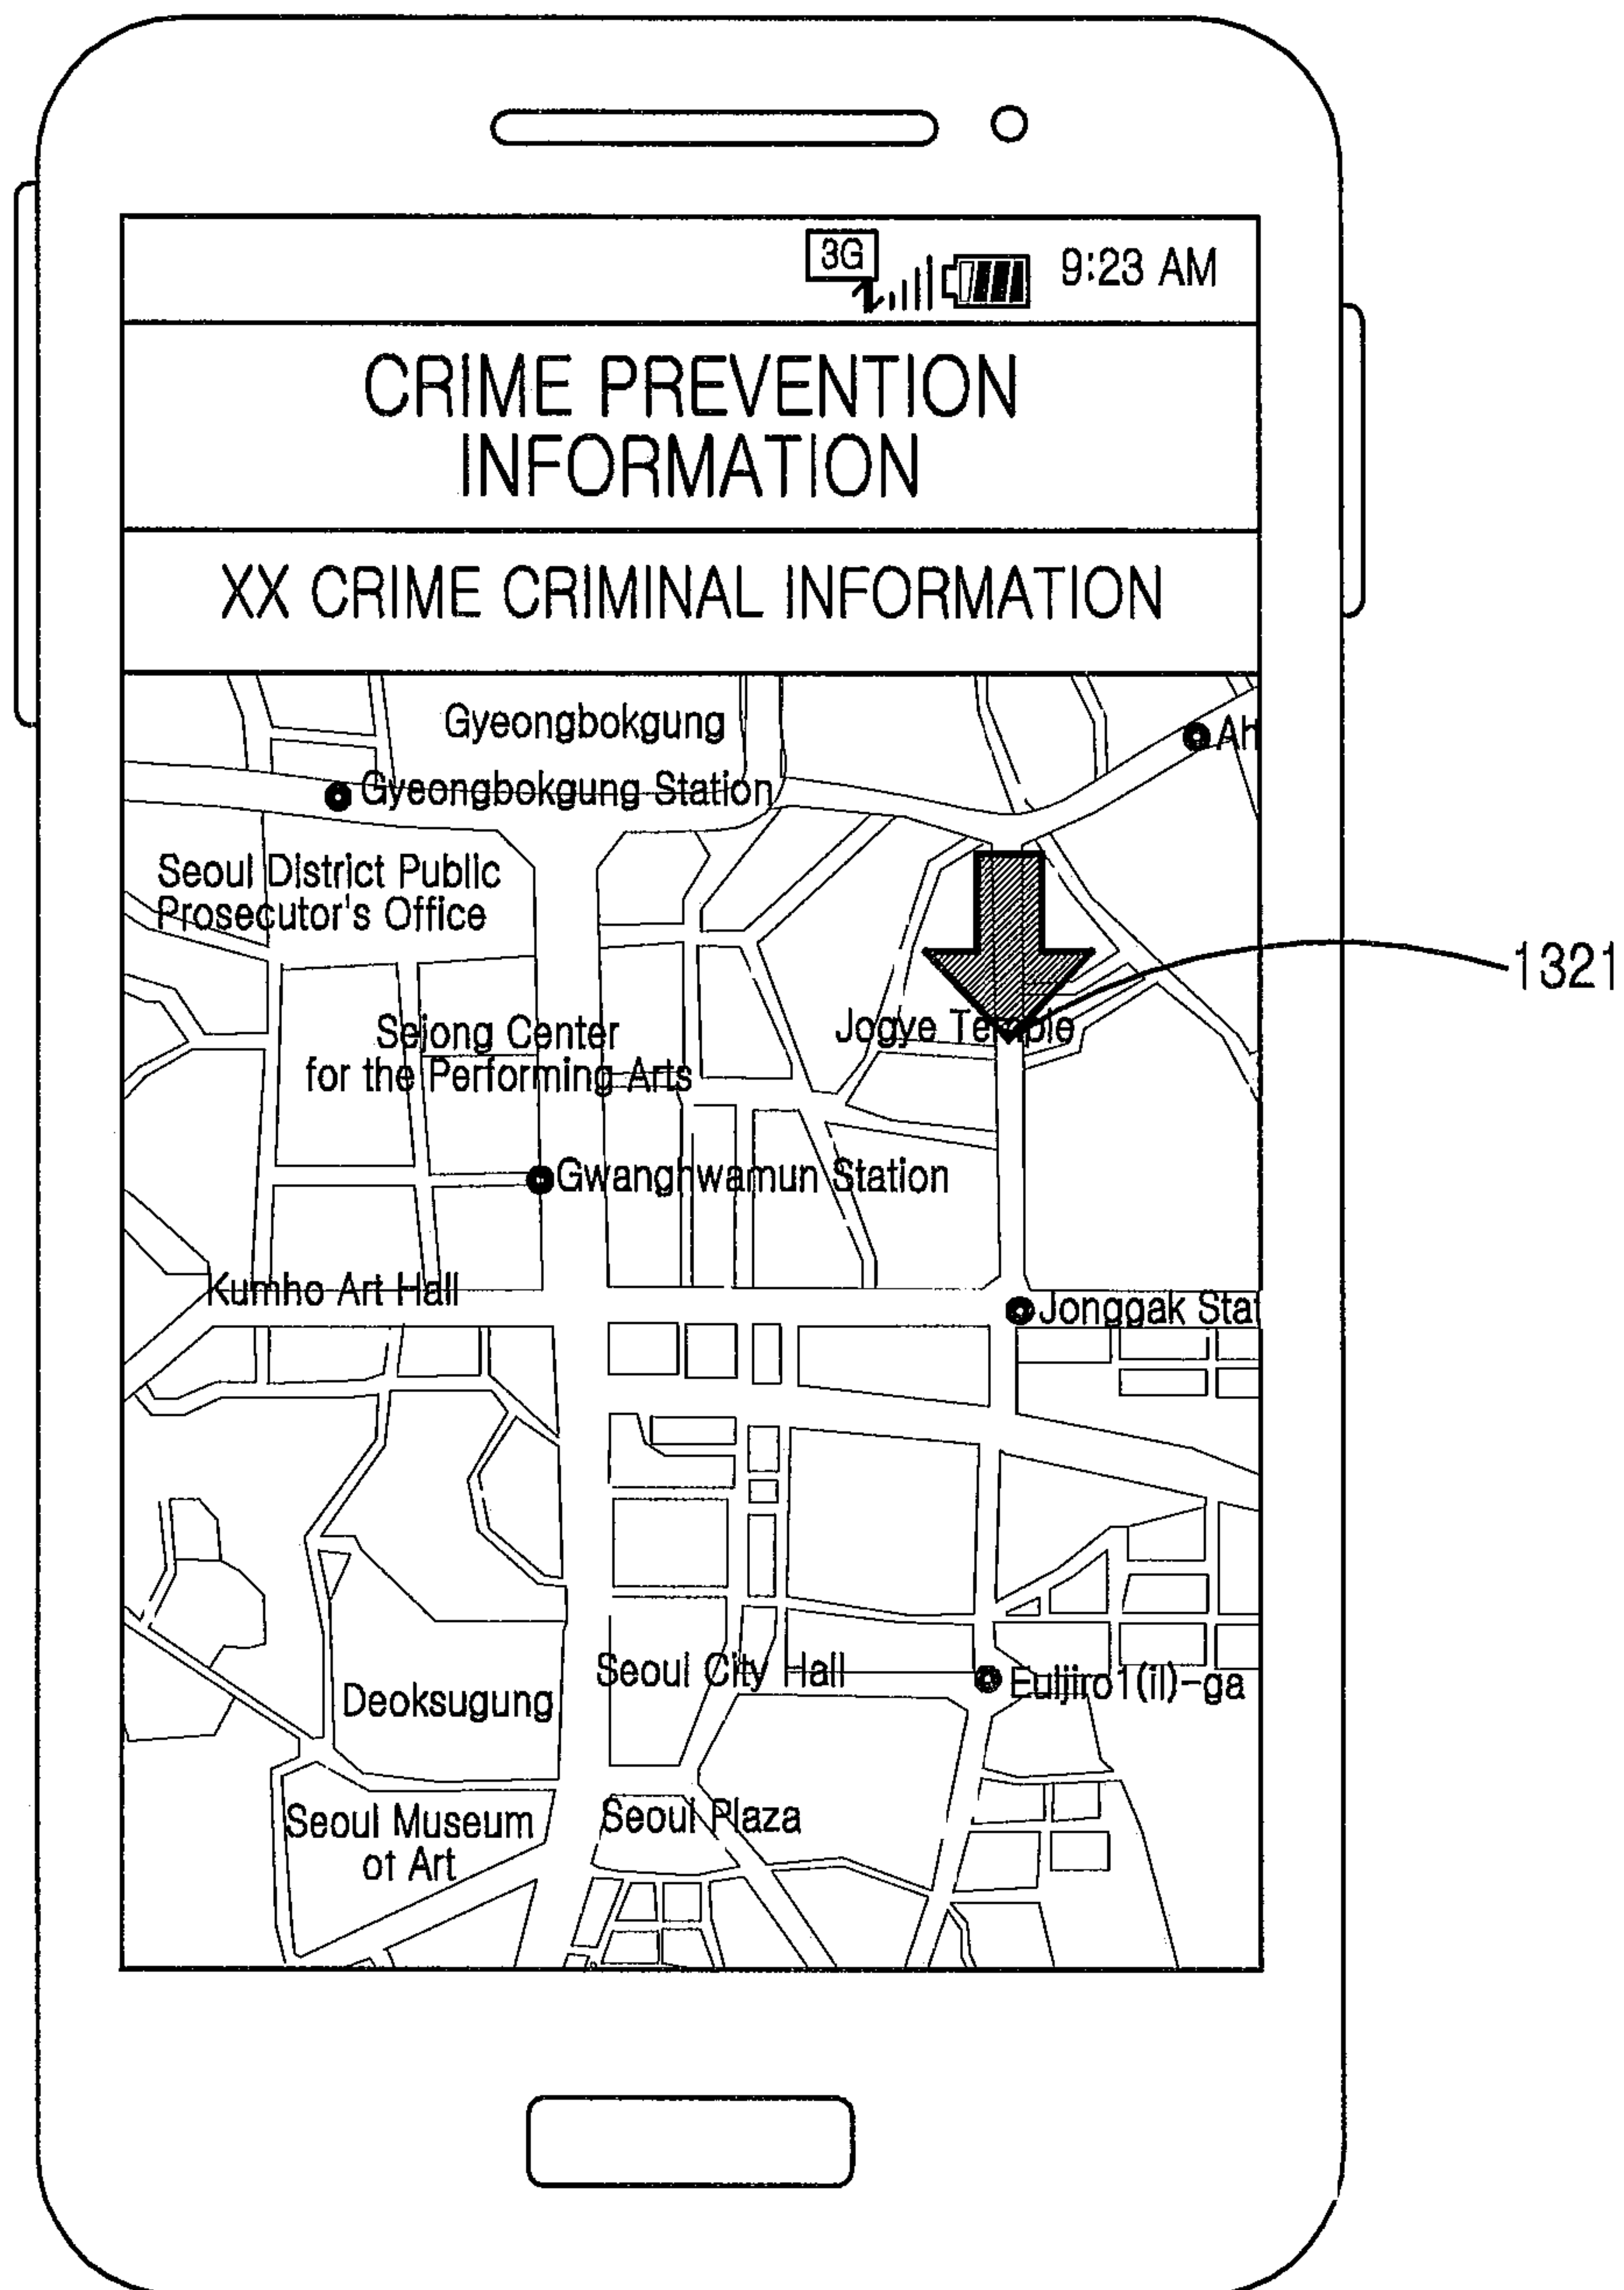 3G 9:23 AM
CRIME PREVENTION
INFORMATION
XX CRIME CRIMINAL INFORMATION
Gyeongbokgung
Ah
Gyeongbokgung Station
Seoul District Public
Prosecutor's Office
1321
Sejong Center
for the Performing Arts
Jogye Temple
Gwanghwamun Station
Kumho Art Hall
Jonggak Stat
Seoul City Hall
Euljiro1(il)-ga
Deoksugung
Seoul Museum
of Art
Seoul Plaza